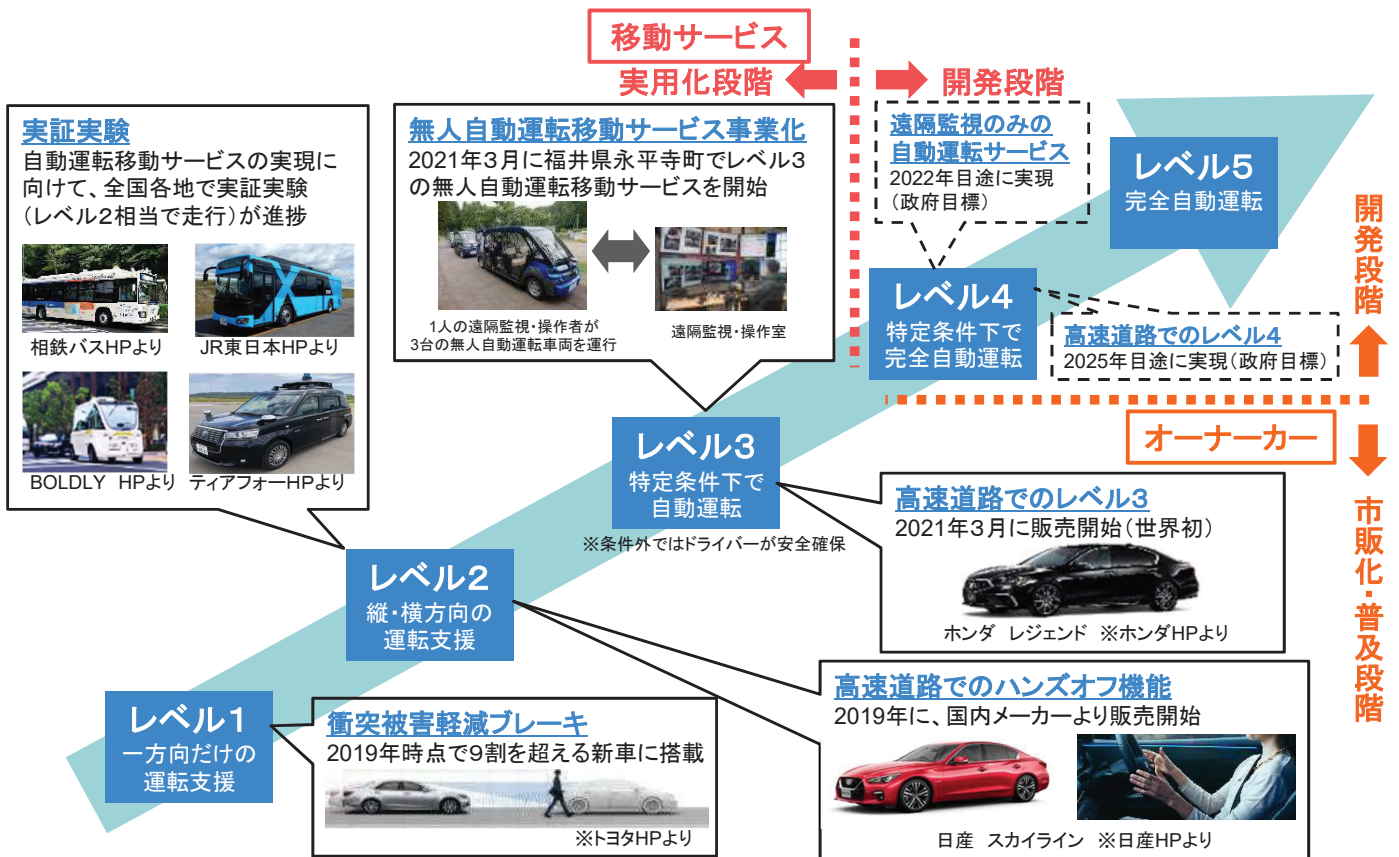 移動サービス
実用化段階
開発段階
実証実験
自動運転移動サービスの実現に
向けて、全国各地で実証実験
(レベル2相当で走行)が進捗
相鉄バスHPより
JR東日本HPより
BOLDLY HPより
ティアフォーHPより
無人自動運転移動サービス事業化
2021年3月に福井県永平寺町でレベル3
の無人自動運転移動サービスを開始
1人の遠隔監視・操作者が
3台の無人自動運転車両を運行
遠隔監視・操作室
遠隔監視のみの
自動運転サービス
2022年目途に実現
(政府目標)
レベル5
完全自動運転
開発段階
レベル4
特定条件下で
完全自動運転
高速道路でのレベル4
2025年目途に実現(政府目標)
オーナーカー
市販化・普及段階
レベル3
特定条件下で
自動運転
※条件外ではドライバーが安全確保
高速道路でのレベル3
2021年3月に販売開始(世界初)
ホンダ レジェンド ※ホンダHPより
レベル2
縦・横方向の
運転支援
高速道路でのハンズオフ機能
2019年に、国内メーカーより販売開始
日産 スカイライン ※日産HPより
レベル1
一方向だけの
運転支援
衝突被害軽減ブレーキ
2019年時点で9割を超える新車に搭載
※トヨタHPより